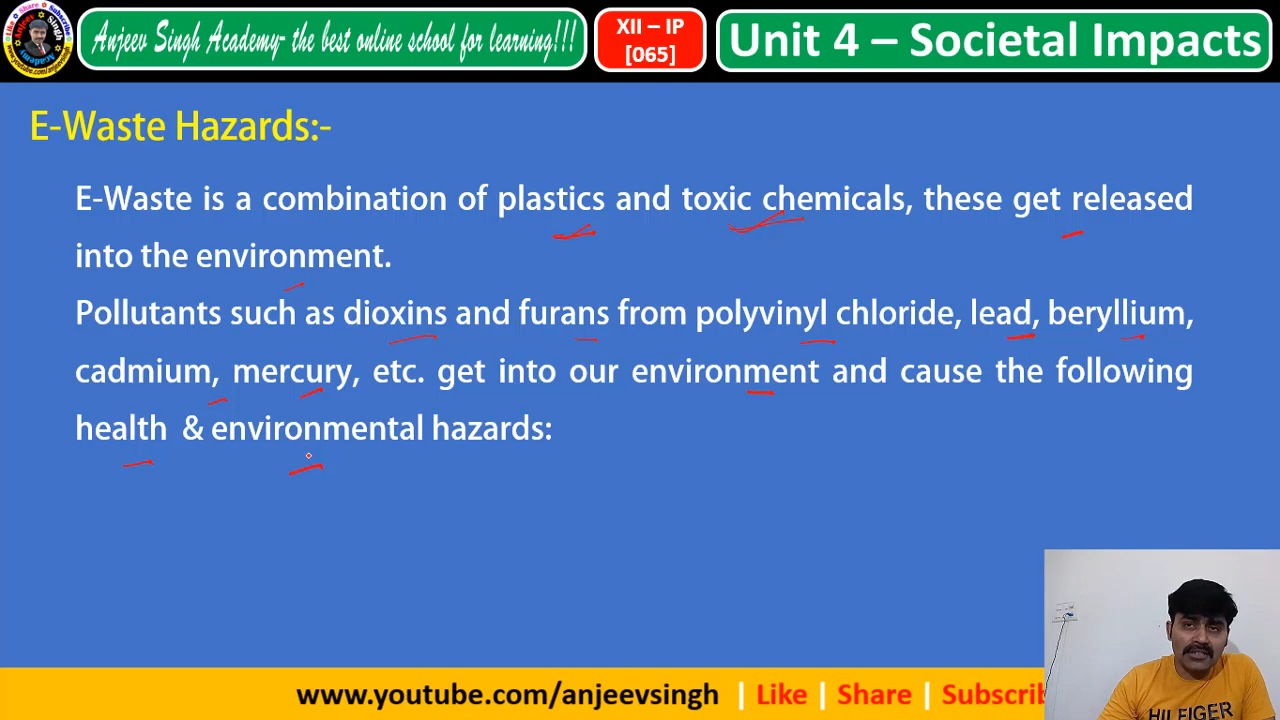 Anjeev Singh Academy- the best online school for learning!!!
XII – IP
[065]
Unit 4 – Societal Impacts
E-Waste Hazards:-
E-Waste is a combination of plastics and toxic chemicals, these get released
into the environment.
Pollutants such as dioxins and furans from polyvinyl chloride, lead, beryllium,
cadmium, mercury, etc. get into our environment and cause the following
health & environmental hazards:
www.youtube.com/anjeevsingh | Like | Share | Subscrib
HILFIGER